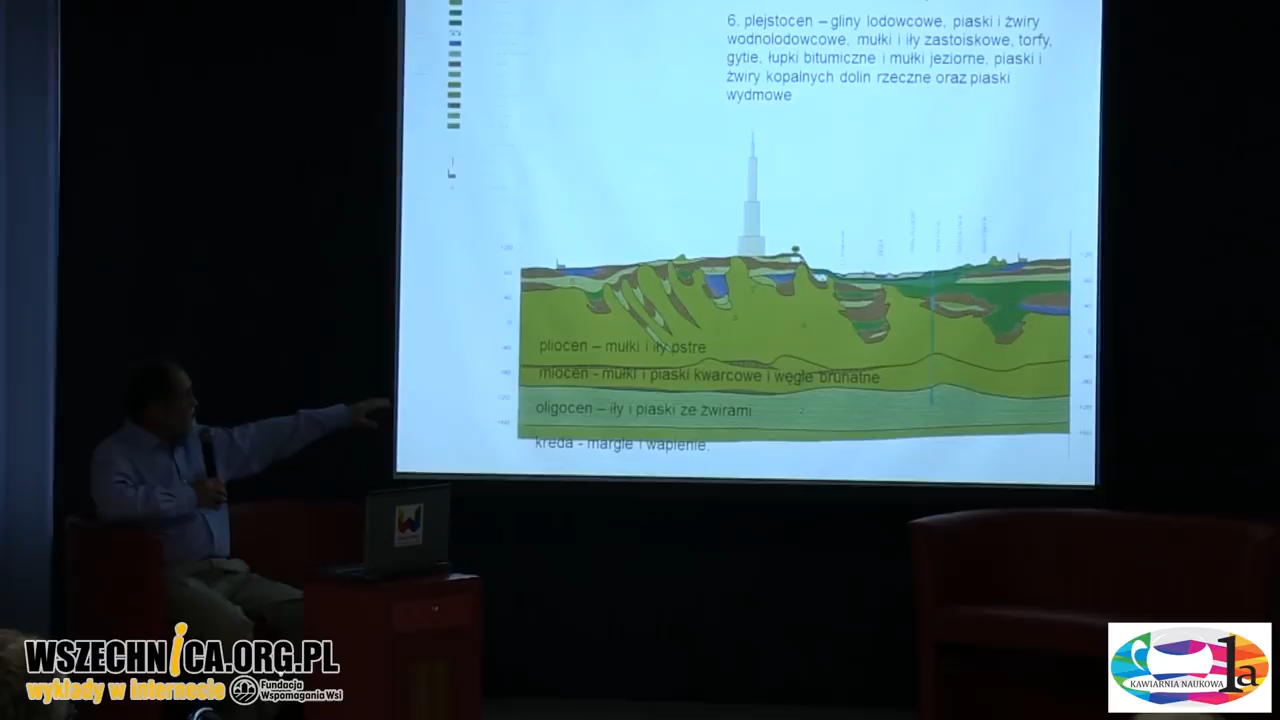 6. plejstocen – gliny lodowcowe, piaski i żwiry
wodnolodowcowe, mułki i iły zastoiskowe, torfy,
gytie, łupki bitumiczne i mułki jeziorne, piaski i
żwiry kopalnych dolin rzeczne oraz piaski
wydmowe
pliocen – mułki i iły pstre
miocen - mułki i piaski kwarcowe i węgle brunatne
oligocen – iły i piaski ze żwirami
kreda - margle i wapienie.
WSZECHNICA.ORG.PL
wykłady w internecie
Fundacja
Wspomagania Wsi
KAWIARNIA NAUKOWA 1a